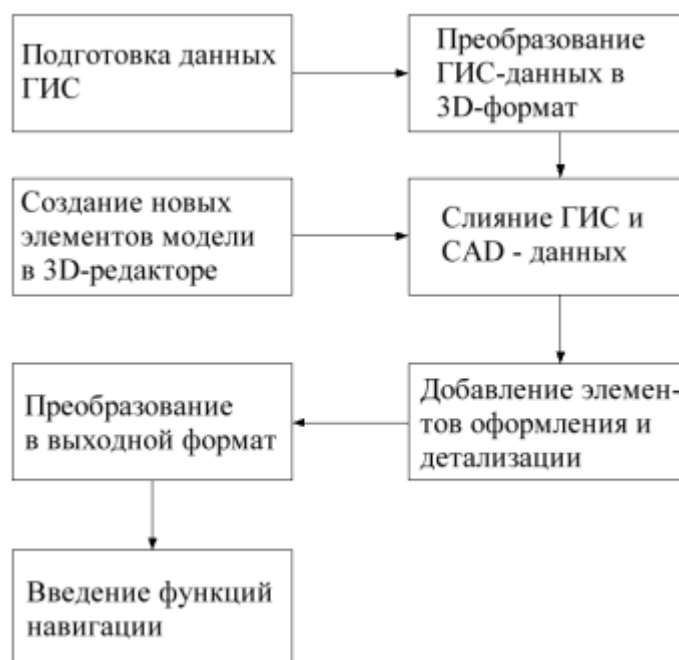 Подготовка данных
ГИС
Преобразование
ГИС-данных в
3D-формат
Создание новых
элементов модели
в 3D-редакторе
Слияние ГИС и
CAD - данных
Преобразование
в выходной формат
Добавление элемен-
тов оформления и
детализации
Введение функций
навигации